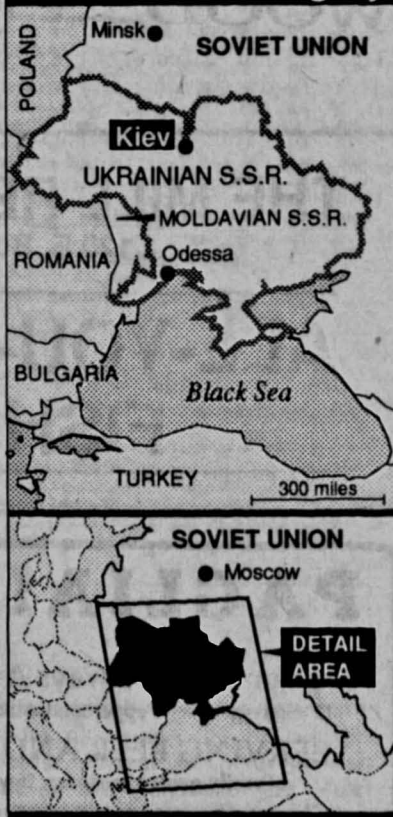 Minsk
SOVIET UNION
POLAND
Kiev
UKRAINIAN S.S.R.
MOLDAVIAN S.S.R.
ROMANIA
Odessa
BULGARIA
Black Sea
TURKEY
300 miles
SOVIET UNION
Moscow
DETAIL
AREA